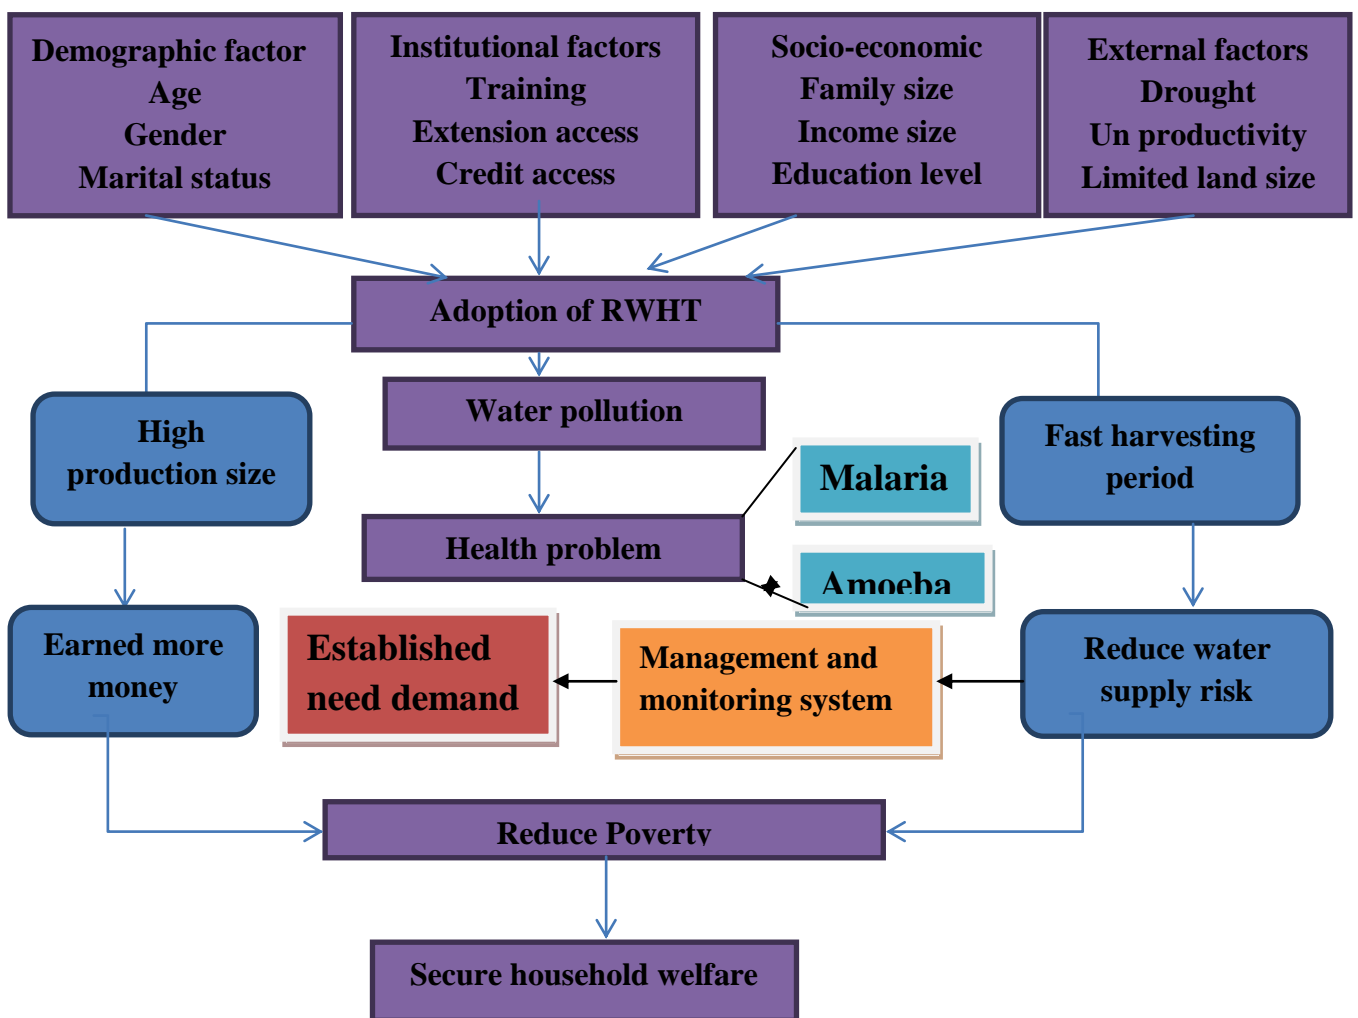 Demographic factor
Age
Gender
Marital status
Institutional factors
Training
Extension access
Credit access
Socio-economic
Family size
Income size
Education level
External factors
Drought
Un productivity
Limited land size
Adoption of RWHT
Water pollution
High
production size
Fast harvesting
period
Malaria
Health problem
Amoeba
Earned more
money
Established
need demand
Management and
monitoring system
Reduce water
supply risk
Reduce Poverty
Secure household welfare